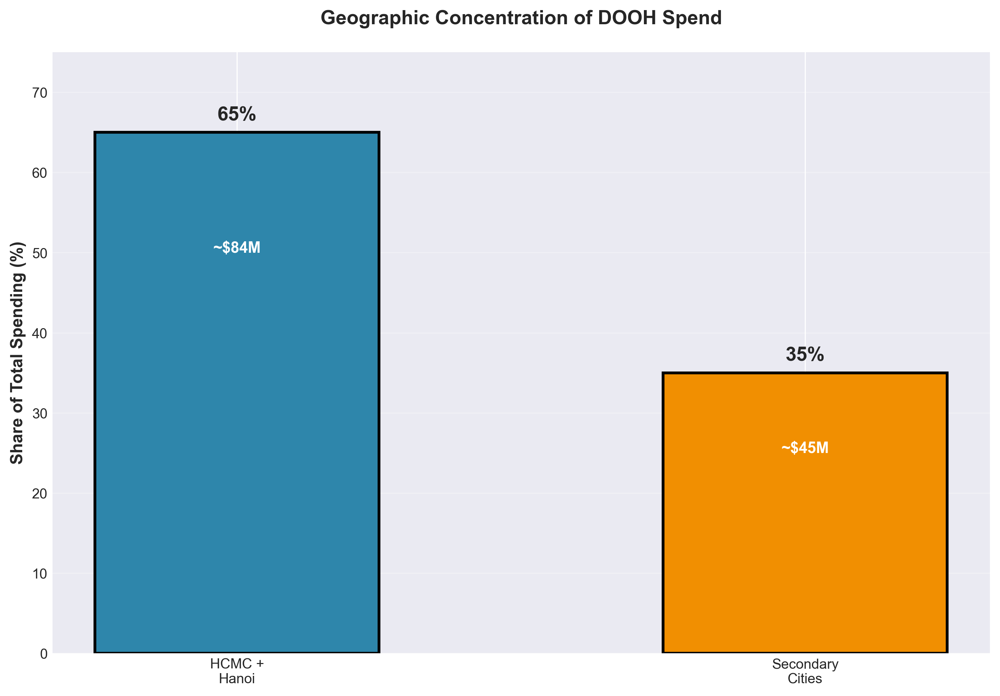 Geographic Concentration of DOOH Spend
Share of Total Spending (%)
70
60
50
40
30
20
10
0
65%
~$84M
35%
~$45M
HCMC +
Hanoi
Secondary
Cities